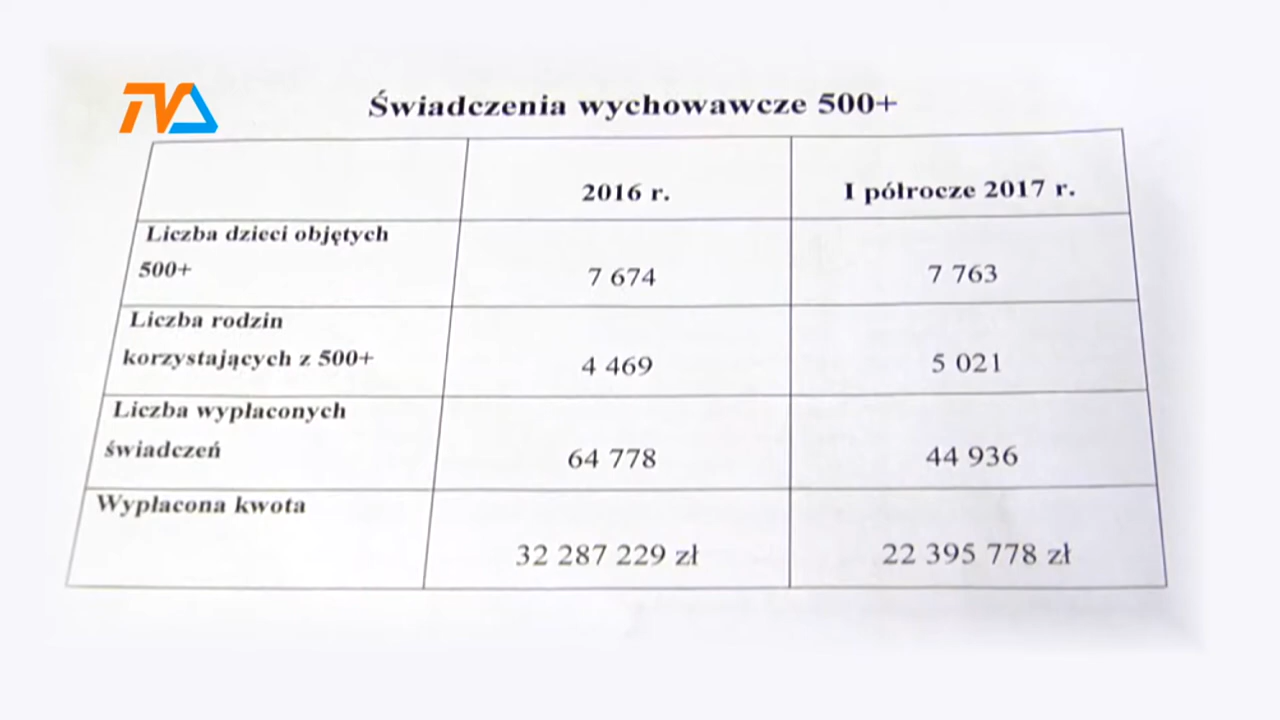 TVA
Świadczenia wychowawcze 500+
2016 r. I półrocze 2017 r.
Liczba dzieci objętych
500+ 7 674 7 763
Liczba rodzin
korzystających z 500+ 4 469 5 021
Liczba wypłaconych
świadczeń 64 778 44 936
Wypłacona kwota
32 287 229 zł 22 395 778 zł